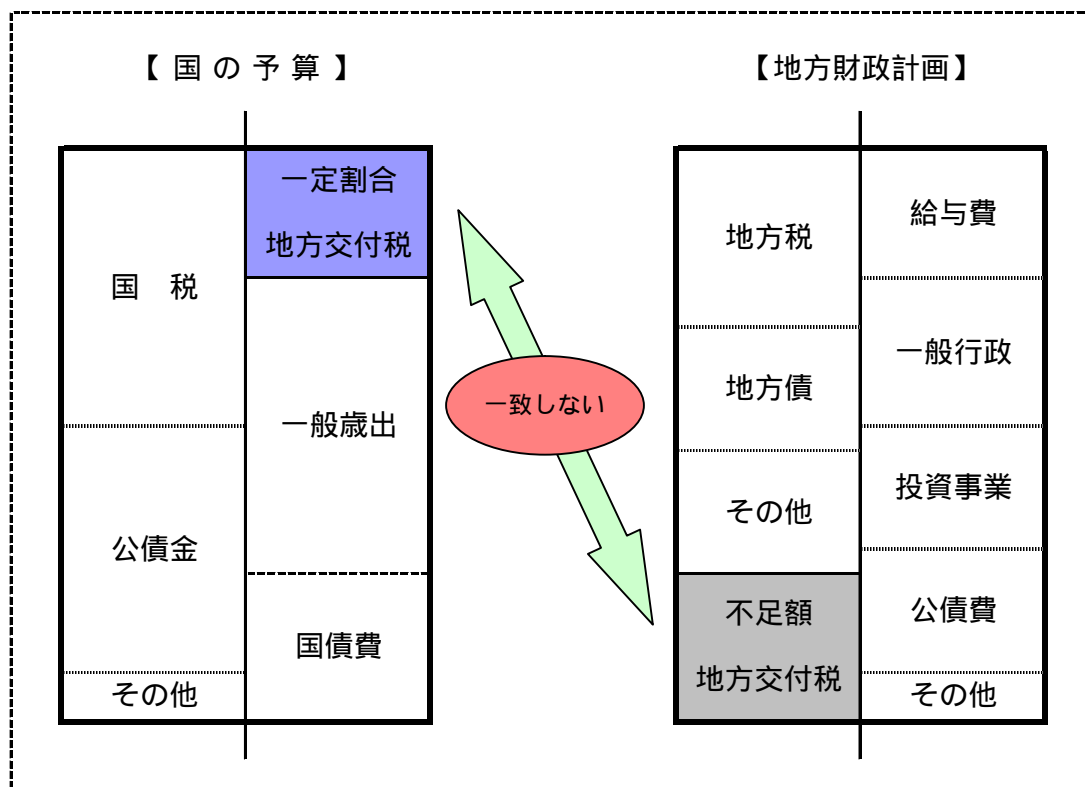 【 国 の 予 算 】
一定割合
地方交付税
国　税
一般歳出
公債金
国債費
その他
一致しない
【地方財政計画】
地方税
給与費
一般行政
地方債
投資事業
その他
不足額
地方交付税
公債費
その他